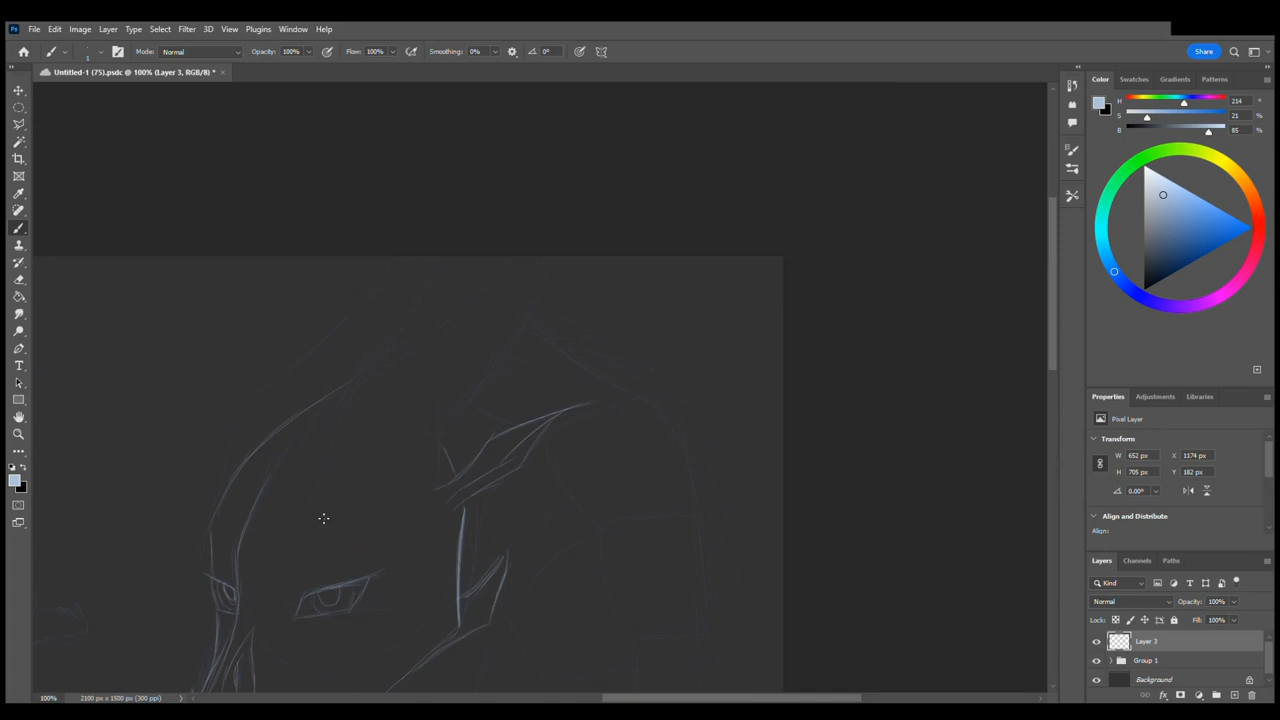 Ps File Edit Image Layer Type Select Filter 3D View Plugins Window Help
1 Mode: Normal Opacity: 100% Flow: 100% Smoothing: 0% 0° Share
Untitled-1 (75).psdc @ 100% (Layer 3, RGB/8) * ×
Color Swatches Gradients Patterns
H 214 °
S 21 %
B 85 %
Properties Adjustments Libraries
Pixel Layer
Transform
W 652 px X 1174 px
H 705 px Y 182 px
0.00°
Align and Distribute
Align:
Layers Channels Paths
Kind
Normal Opacity: 100%
Lock: Fill: 100%
Layer 3
Group 1
Background
fx
100% 2100 px x 1500 px (300 ppi)